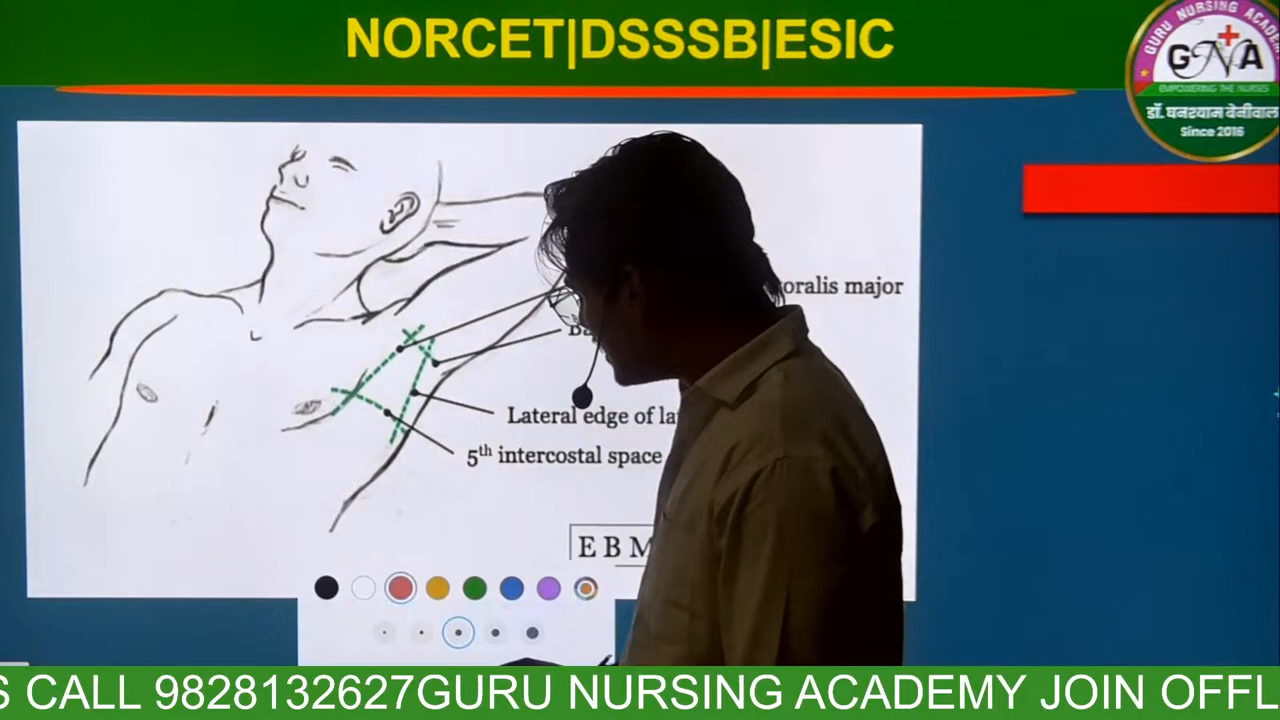 NORCET|DSSSB|ESIC
GURU NURSING ACADEMY
GNA
EMPOWERING THE NURSES
डॉ. घनश्याम बेनीवाल
Since 2016
oralis major
Ba
Lateral edge of la
5th intercostal space
E B M
S CALL 9828132627GURU NURSING ACADEMY JOIN OFFL